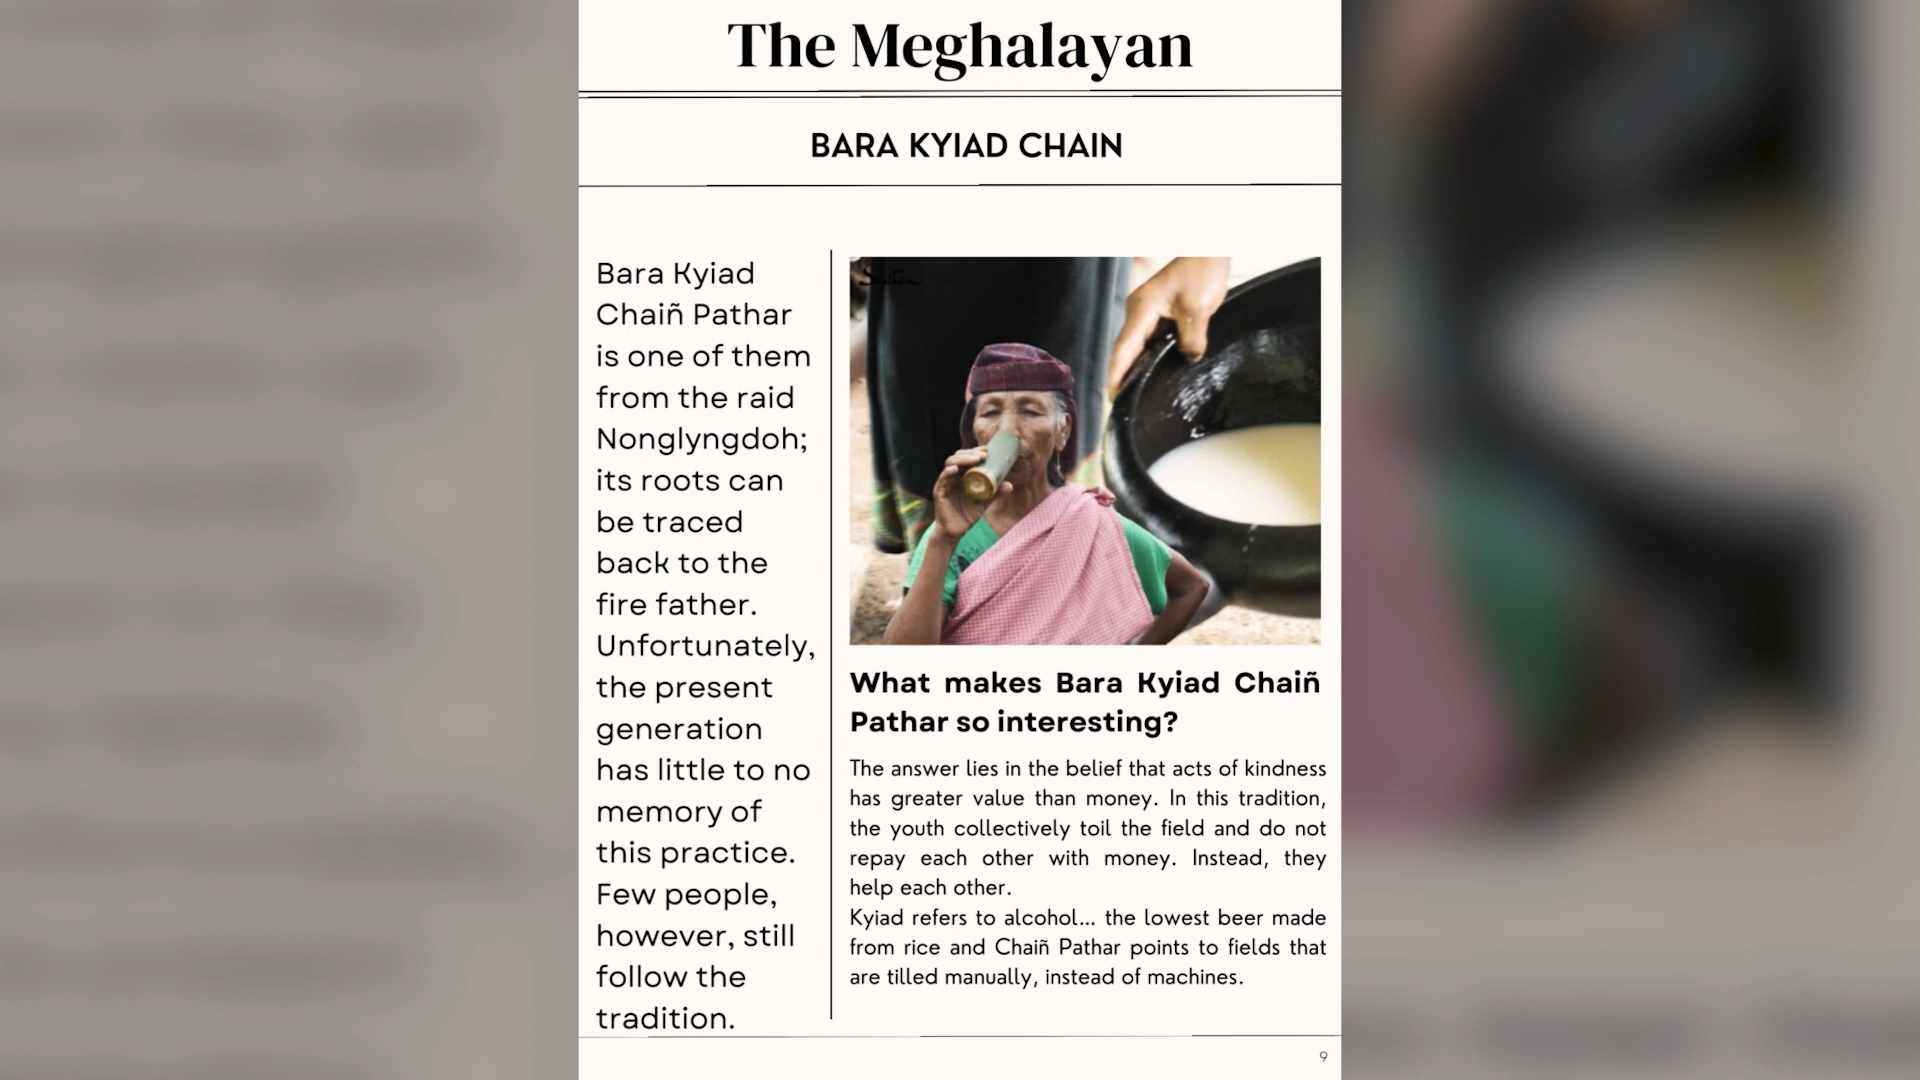 The Meghalayan
BARA KYIAD CHAIN
Bara Kyiad
Chaiñ Pathar
is one of them
from the raid
Nonglyngdoh;
its roots can
be traced
back to the
fire father.
Unfortunately,
the present
generation
has little to no
memory of
this practice.
Few people,
however, still
follow the
tradition.
What makes Bara Kyiad Chaiñ
Pathar so interesting?
The answer lies in the belief that acts of kindness
has greater value than money. In this tradition,
the youth collectively toil the field and do not
repay each other with money. Instead, they
help each other.
Kyiad refers to alcohol... the lowest beer made
from rice and Chaiñ Pathar points to fields that
are tilled manually, instead of machines.
9